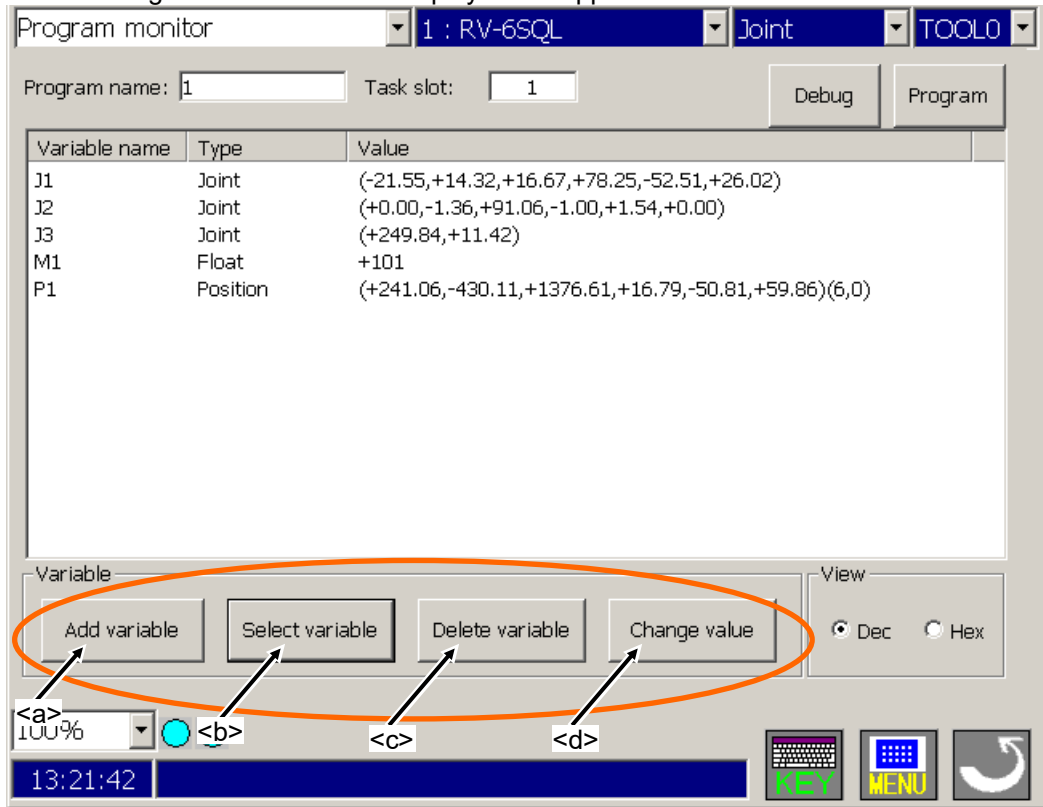 Program monitor 1 : RV-6SQL Joint TOOL0
Program name: 1 Task slot: 1 Debug Program
Variable name Type Value
J1 Joint (-21.55,+14.32,+16.67,+78.25,-52.51,+26.02)
J2 Joint (+0.00,-1.36,+91.06,-1.00,+1.54,+0.00)
J3 Joint (+249.84,+11.42)
M1 Float +101
P1 Position (+241.06,-430.11,+1376.61,+16.79,-50.81,+59.86)(6,0)
Variable View
Add variable Select variable Delete variable Change value Dec Hex
<a> <b> <c> <d>
100%
13:21:42 KEY MENU